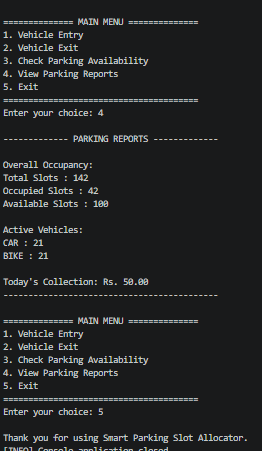 ============== MAIN MENU ==============
1. Vehicle Entry
2. Vehicle Exit
3. Check Parking Availability
4. View Parking Reports
5. Exit
=======================================
Enter your choice: 4
------------- PARKING REPORTS -------------
Overall Occupancy:
Total Slots : 142
Occupied Slots : 42
Available Slots : 100
Active Vehicles:
CAR : 21
BIKE : 21
Today's Collection: Rs. 50.00
-------------------------------------------
============== MAIN MENU ==============
1. Vehicle Entry
2. Vehicle Exit
3. Check Parking Availability
4. View Parking Reports
5. Exit
=======================================
Enter your choice: 5
Thank you for using Smart Parking Slot Allocator.
[INFO] Console application closed